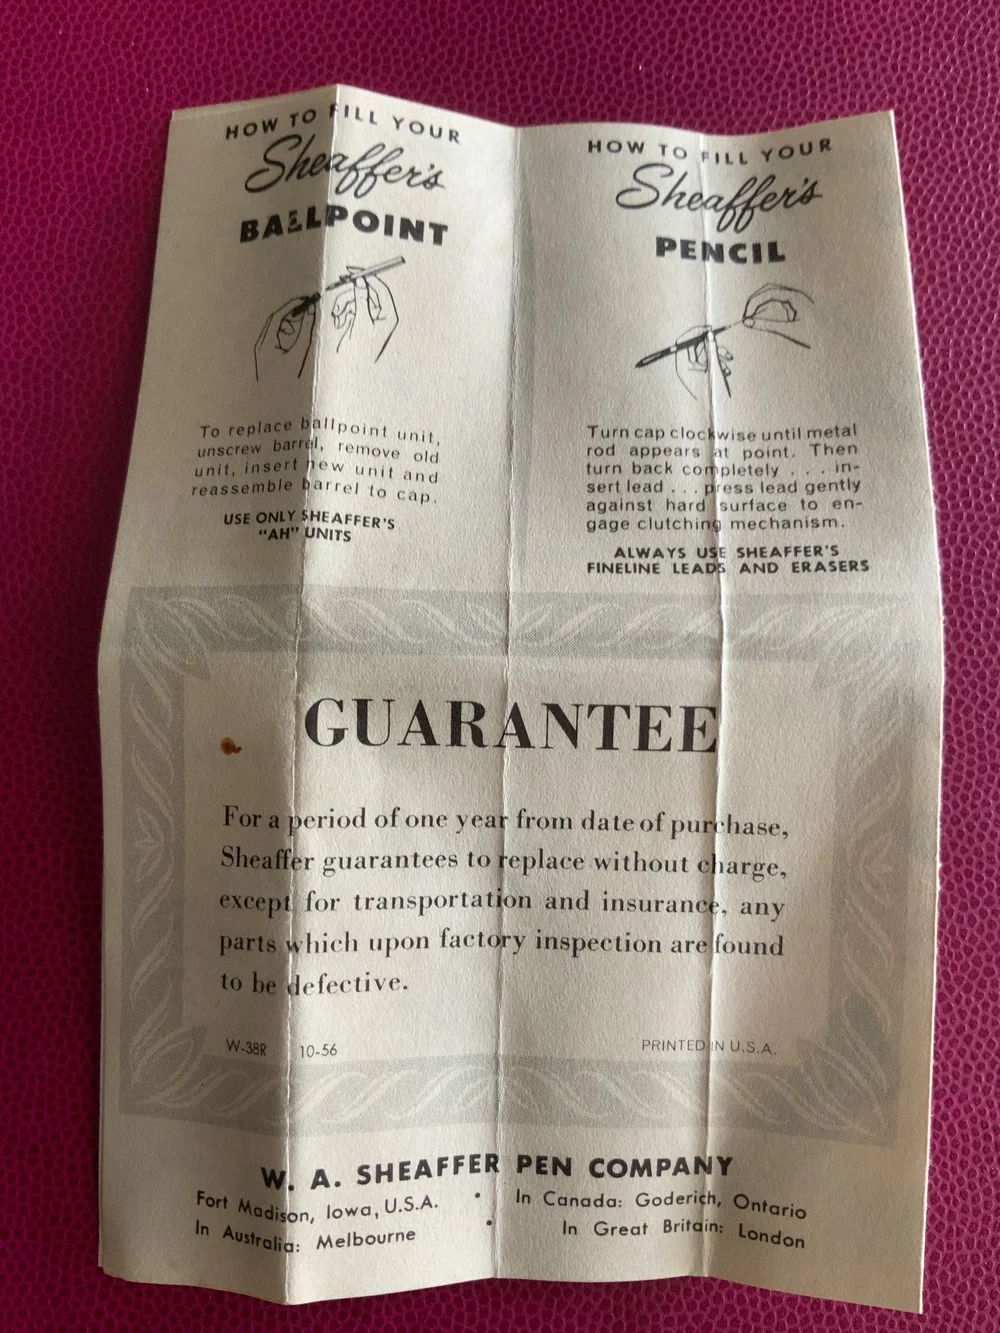 HOW TO FILL YOUR
Sheaffer's
BALLPOINT
To replace ballpoint unit,
unscrew barrel, remove old
unit, insert new unit and
reassemble barrel to cap.
USE ONLY SHEAFFER'S
"AH" UNITS
HOW TO FILL YOUR
Sheaffer's
PENCIL
Turn cap clockwise until metal
rod appears at point. Then
turn back completely . . . in-
sert lead . . . press lead gently
against hard surface to en-
gage clutching mechanism.
ALWAYS USE SHEAFFER'S
FINELINE LEADS AND ERASERS
GUARANTEE
For a period of one year from date of purchase,
Sheaffer guarantees to replace without charge,
except for transportation and insurance, any
parts which upon factory inspection are found
to be defective.
W-38R 10-56 PRINTED IN U.S.A.
W. A. SHEAFFER PEN COMPANY
Fort Madison, Iowa, U.S.A. • In Canada: Goderich, Ontario
In Australia: Melbourne • In Great Britain: London